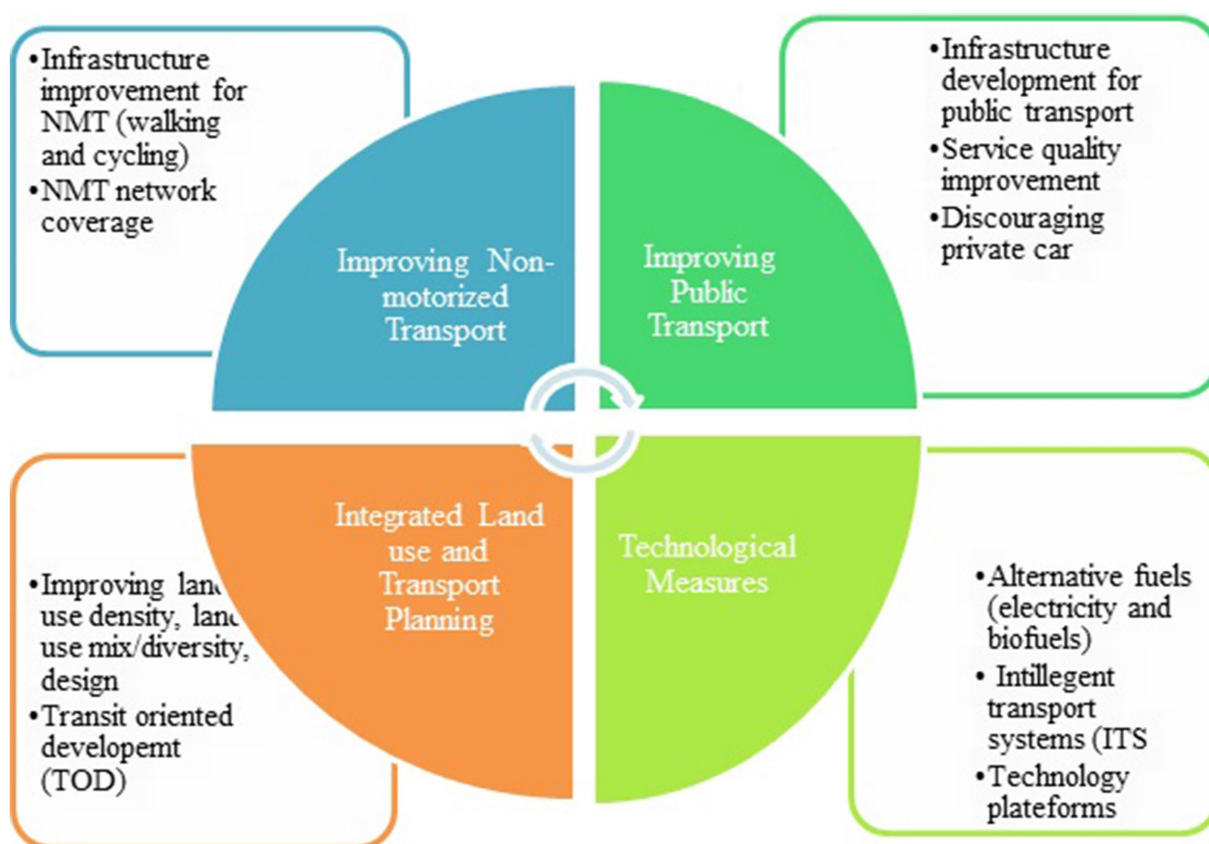 •Infrastructure
improvement for
NMT (walking
and cycling)
•NMT network
coverage
•Infrastructure
development for
public transport
•Service quality
improvement
•Discouraging
private car
Improving Non-
motorized
Transport
Improving
Public
Transport
Integrated Land
use and
Transport
Planning
Technological
Measures
•Improving land
use density, land
use mix/diversity,
design
•Transit oriented
developemt
(TOD)
•Alternative fuels
(electricity and
biofuels)
• Intillegent
transport
systems (ITS
•Technology
plateforms